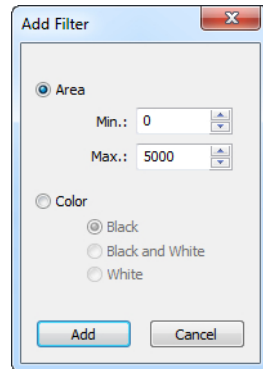 Add Filter
Area
Min.: 0
Max.: 5000
Color
Black
Black and White
White
Add Cancel